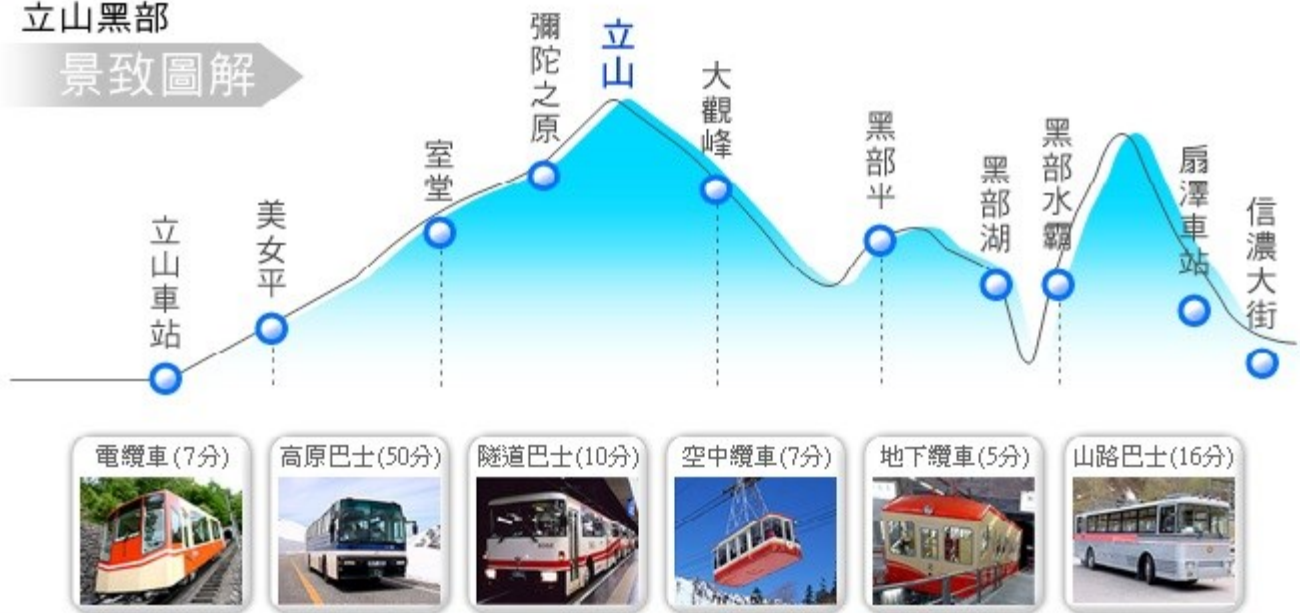 立山黑部
景致圖解
立山車站
美女平
室堂
彌陀之原
立山
大觀峰
黑部平
黑部湖
黑部水霸
扇澤車站
信濃大街
電纜車(7分)
高原巴士(50分)
隧道巴士(10分)
空中纜車(7分)
地下纜車(5分)
山路巴士(16分)